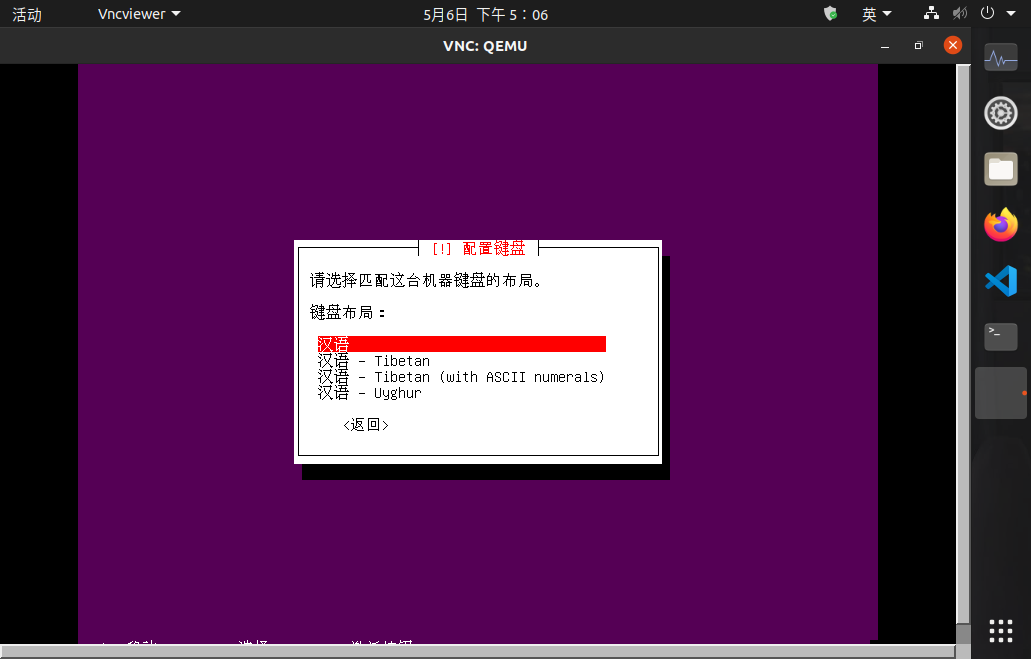 活动 Vncviewer 5月6日 下午 5：06 英
VNC: QEMU
[!] 配置键盘
请选择匹配这台机器键盘的布局。
键盘布局：
汉语
汉语 - Tibetan
汉语 - Tibetan (with ASCII numerals)
汉语 - Uyghur
<返回>